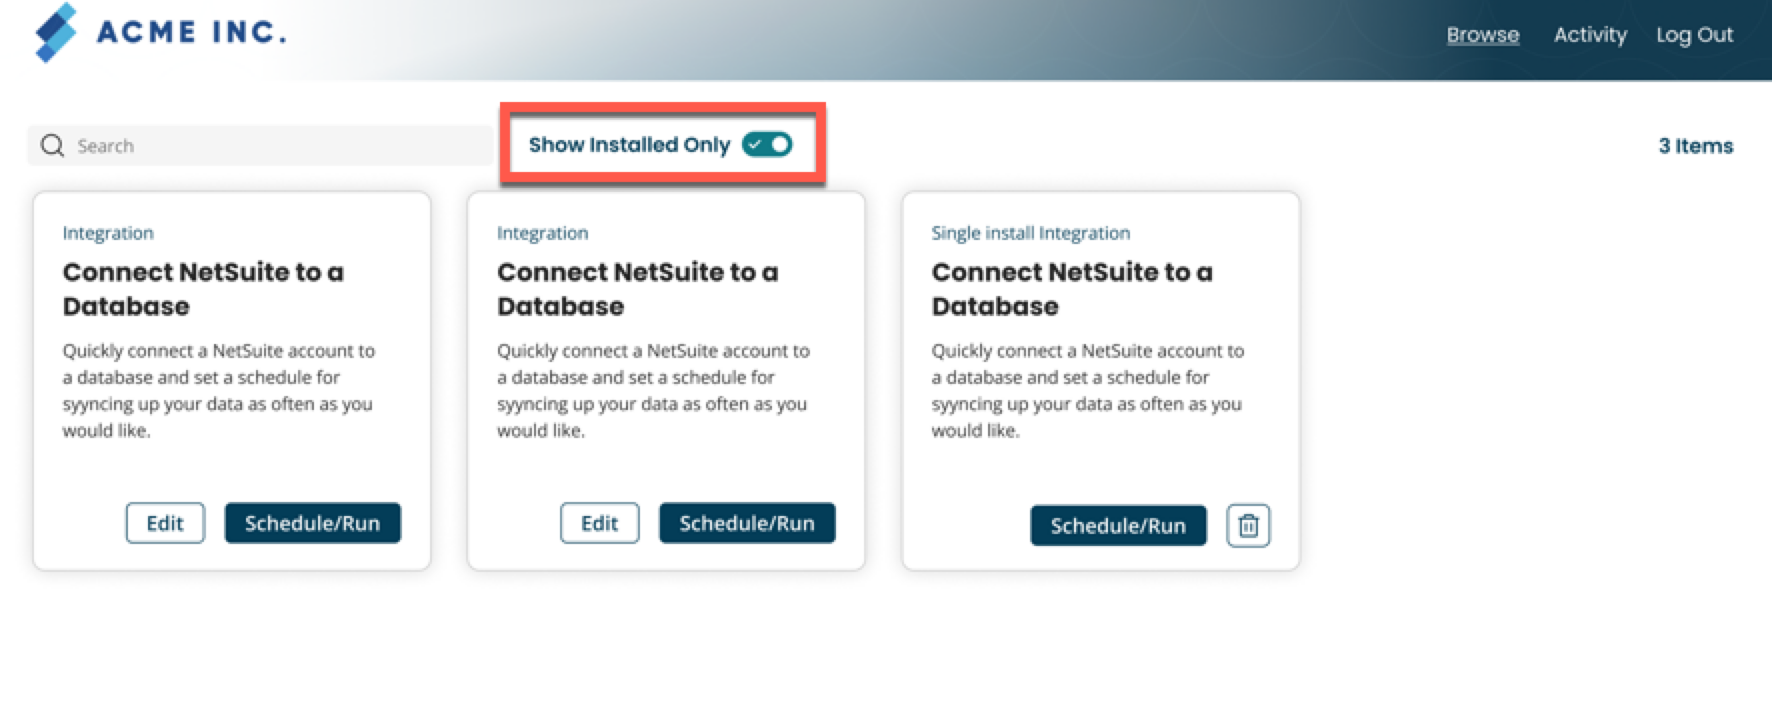 ACME INC.
Browse Activity Log Out
Search
Show Installed Only
3 Items
Integration
Connect NetSuite to a
Database
Quickly connect a NetSuite account to
a database and set a schedule for
syyncing up your data as often as you
would like.
Edit Schedule/Run
Integration
Connect NetSuite to a
Database
Quickly connect a NetSuite account to
a database and set a schedule for
syyncing up your data as often as you
would like.
Edit Schedule/Run
Single install Integration
Connect NetSuite to a
Database
Quickly connect a NetSuite account to
a database and set a schedule for
syyncing up your data as often as you
would like.
Schedule/Run